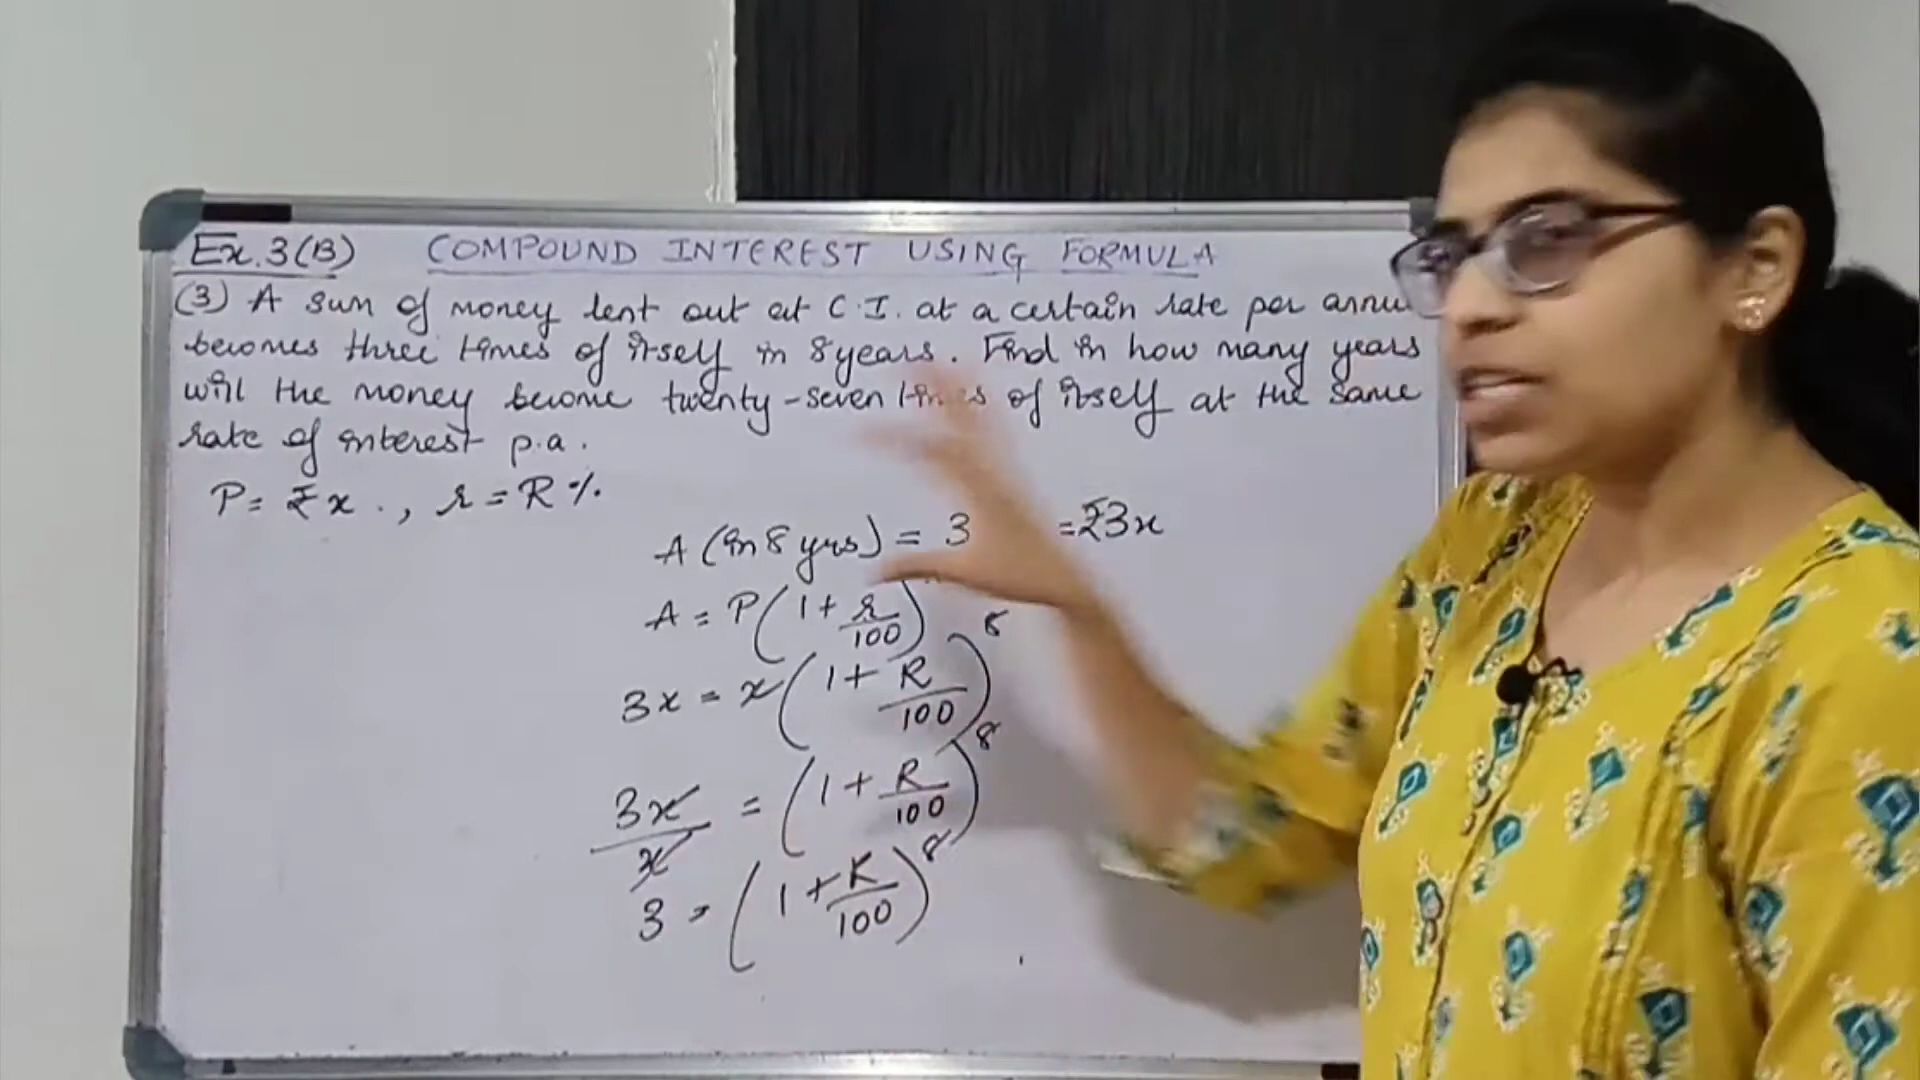 Ex.3(B) COMPOUND INTEREST USING FORMULA
(3) A sum of money lent out at C.I. at a certain rate per annu
becomes three times of itself in 8 years. Find in how many years
will the money become twenty-seven times of itself at the same
rate of interest p.a.
P = ₹x., r = R%
A (in 8 yrs) = 3 = ₹3x
A = P(1 + r/100)
3x = x(1 + R/100)^8
3x/x = (1 + R/100)^8
3 = (1 + R/100)^8